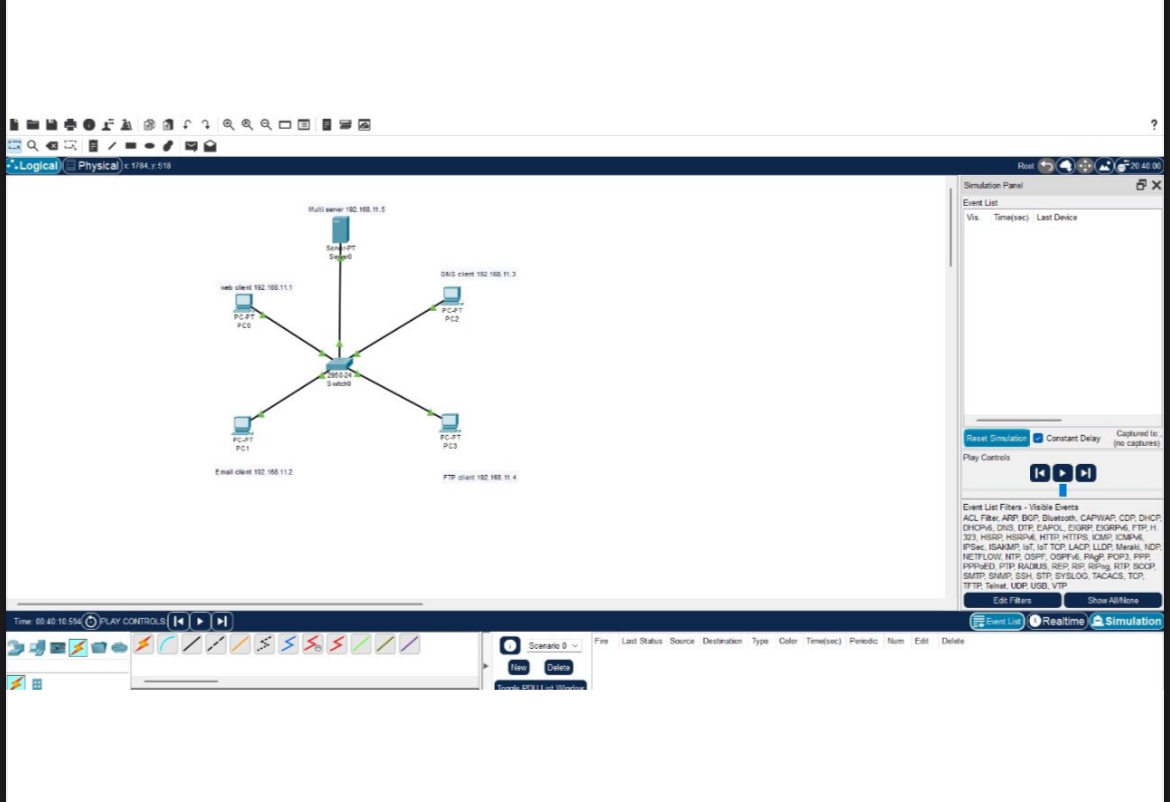 ?
Logical
Physical x: 1784, y: 518
Root
20:40:00
Simulation Panel
Event List
Vis. Time(sec) Last Device
Multi server 192.168.11.5
Server-PT
Server0
web client 192.168.11.1
PC-PT
PC0
DNS client 192.168.11.3
PC-PT
PC2
2950-24
Switch0
PC-PT
PC1
Email client 192.168.11.2
PC-PT
PC3
FTP client 192.168.11.4
Reset Simulation
Constant Delay
Captured to:
(no captures)
Play Controls
Event List Filters - Visible Events
ACL Filter, ARP, BGP, Bluetooth, CAPWAP, CDP, DHCP,
DHCPv6, DNS, DTP, EAPOL, EIGRP, EIGRPv6, FTP, H.
323, HSRP, HSRPv6, HTTP, HTTPS, ICMP, ICMPv6,
IPSec, ISAKMP, IoT, IoT TCP, LACP, LLDP, Meraki, NDP,
NETFLOW, NTP, OSPF, OSPFv6, PAgP, POP3, PPP,
PPPoED, PTP, RADIUS, REP, RIP, RIPng, RTP, SCCP,
SMTP, SNMP, SSH, STP, SYSLOG, TACACS, TCP,
TFTP, Telnet, UDP, USB, VTP
Edit Filters
Show All/None
Time: 00:40:10.594
PLAY CONTROLS:
Event List
Realtime
Simulation
Scenario 0
New
Delete
Toggle PDU List Window
Fire Last Status Source Destination Type Color Time(sec) Periodic Num Edit Delete